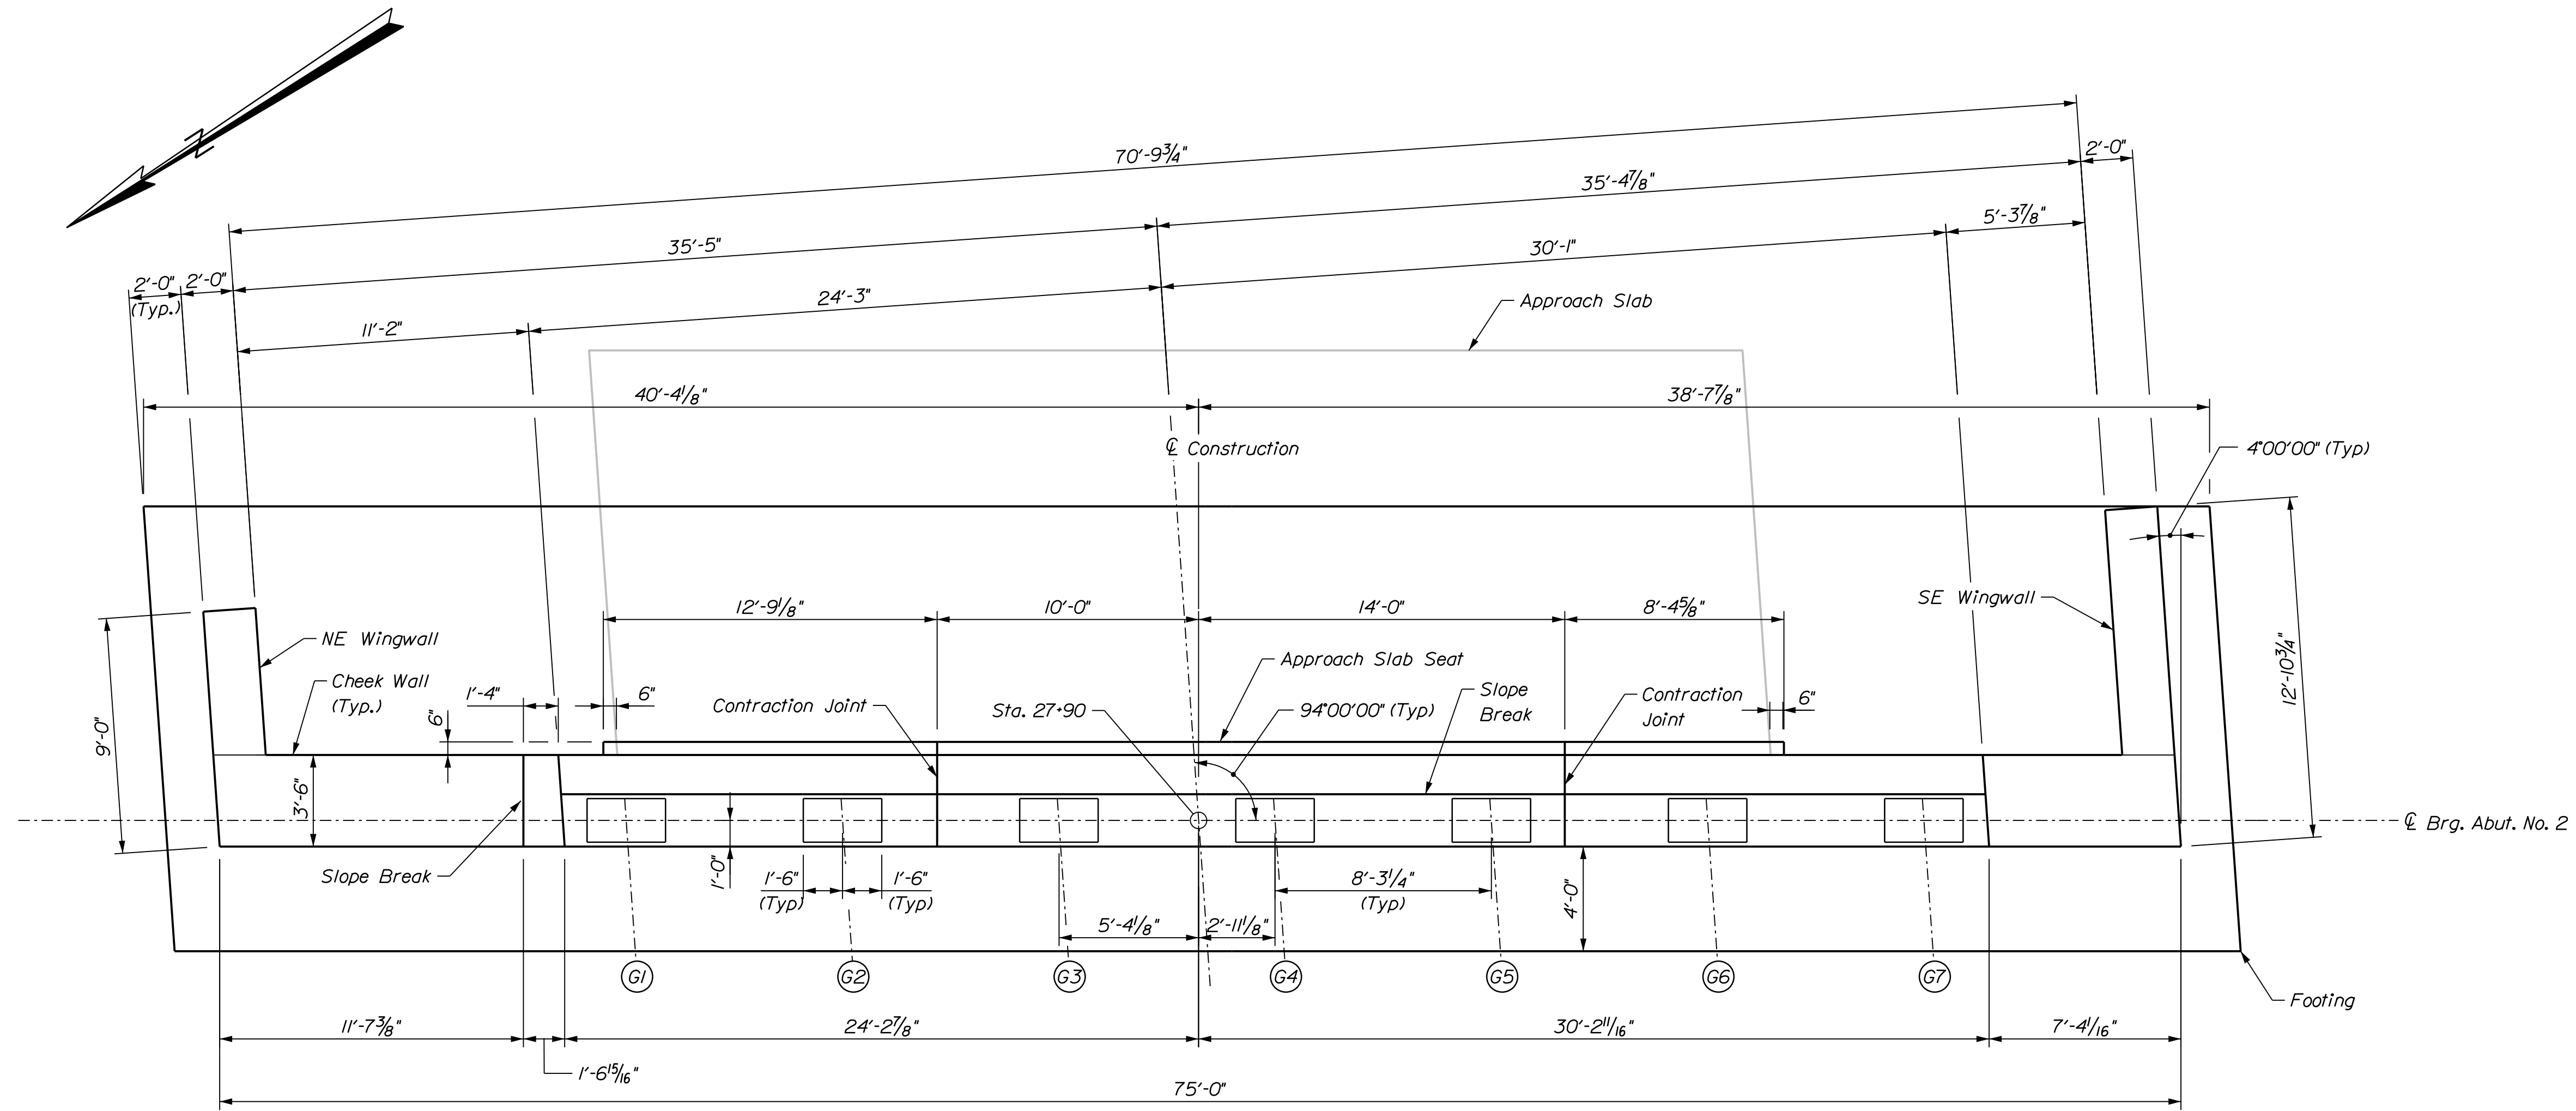 N
70'-9¾"
35'-4⅞"
2'-0"
35'-5"
30'-1"
5'-3⅞"
2'-0"
(Typ.)
2'-0"
11'-2"
24'-3"
Approach Slab
40'-4⅛"
38'-7⅞"
℄ Construction
4°00'00" (Typ)
12'-9⅛"
10'-0"
14'-0"
8'-4⅝"
SE Wingwall
NE Wingwall
Cheek Wall
(Typ.)
1'-4"
6"
6"
Contraction Joint
Sta. 27+90
Approach Slab Seat
94°00'00" (Typ)
Slope
Break
Contraction
Joint
6"
12'-10¾"
9'-0"
3'-6"
℄ Brg. Abut. No. 2
Slope Break
1'-0"
1'-6"
(Typ)
1'-6"
(Typ)
8'-3¼"
(Typ)
4'-0"
5'-4⅛"
2'-11⅛"
G1
G2
G3
G4
G5
G6
G7
Footing
11'-7⅜"
24'-2⅞"
30'-2 11/16"
7'-4 1/16"
1'-6 15/16"
75'-0"